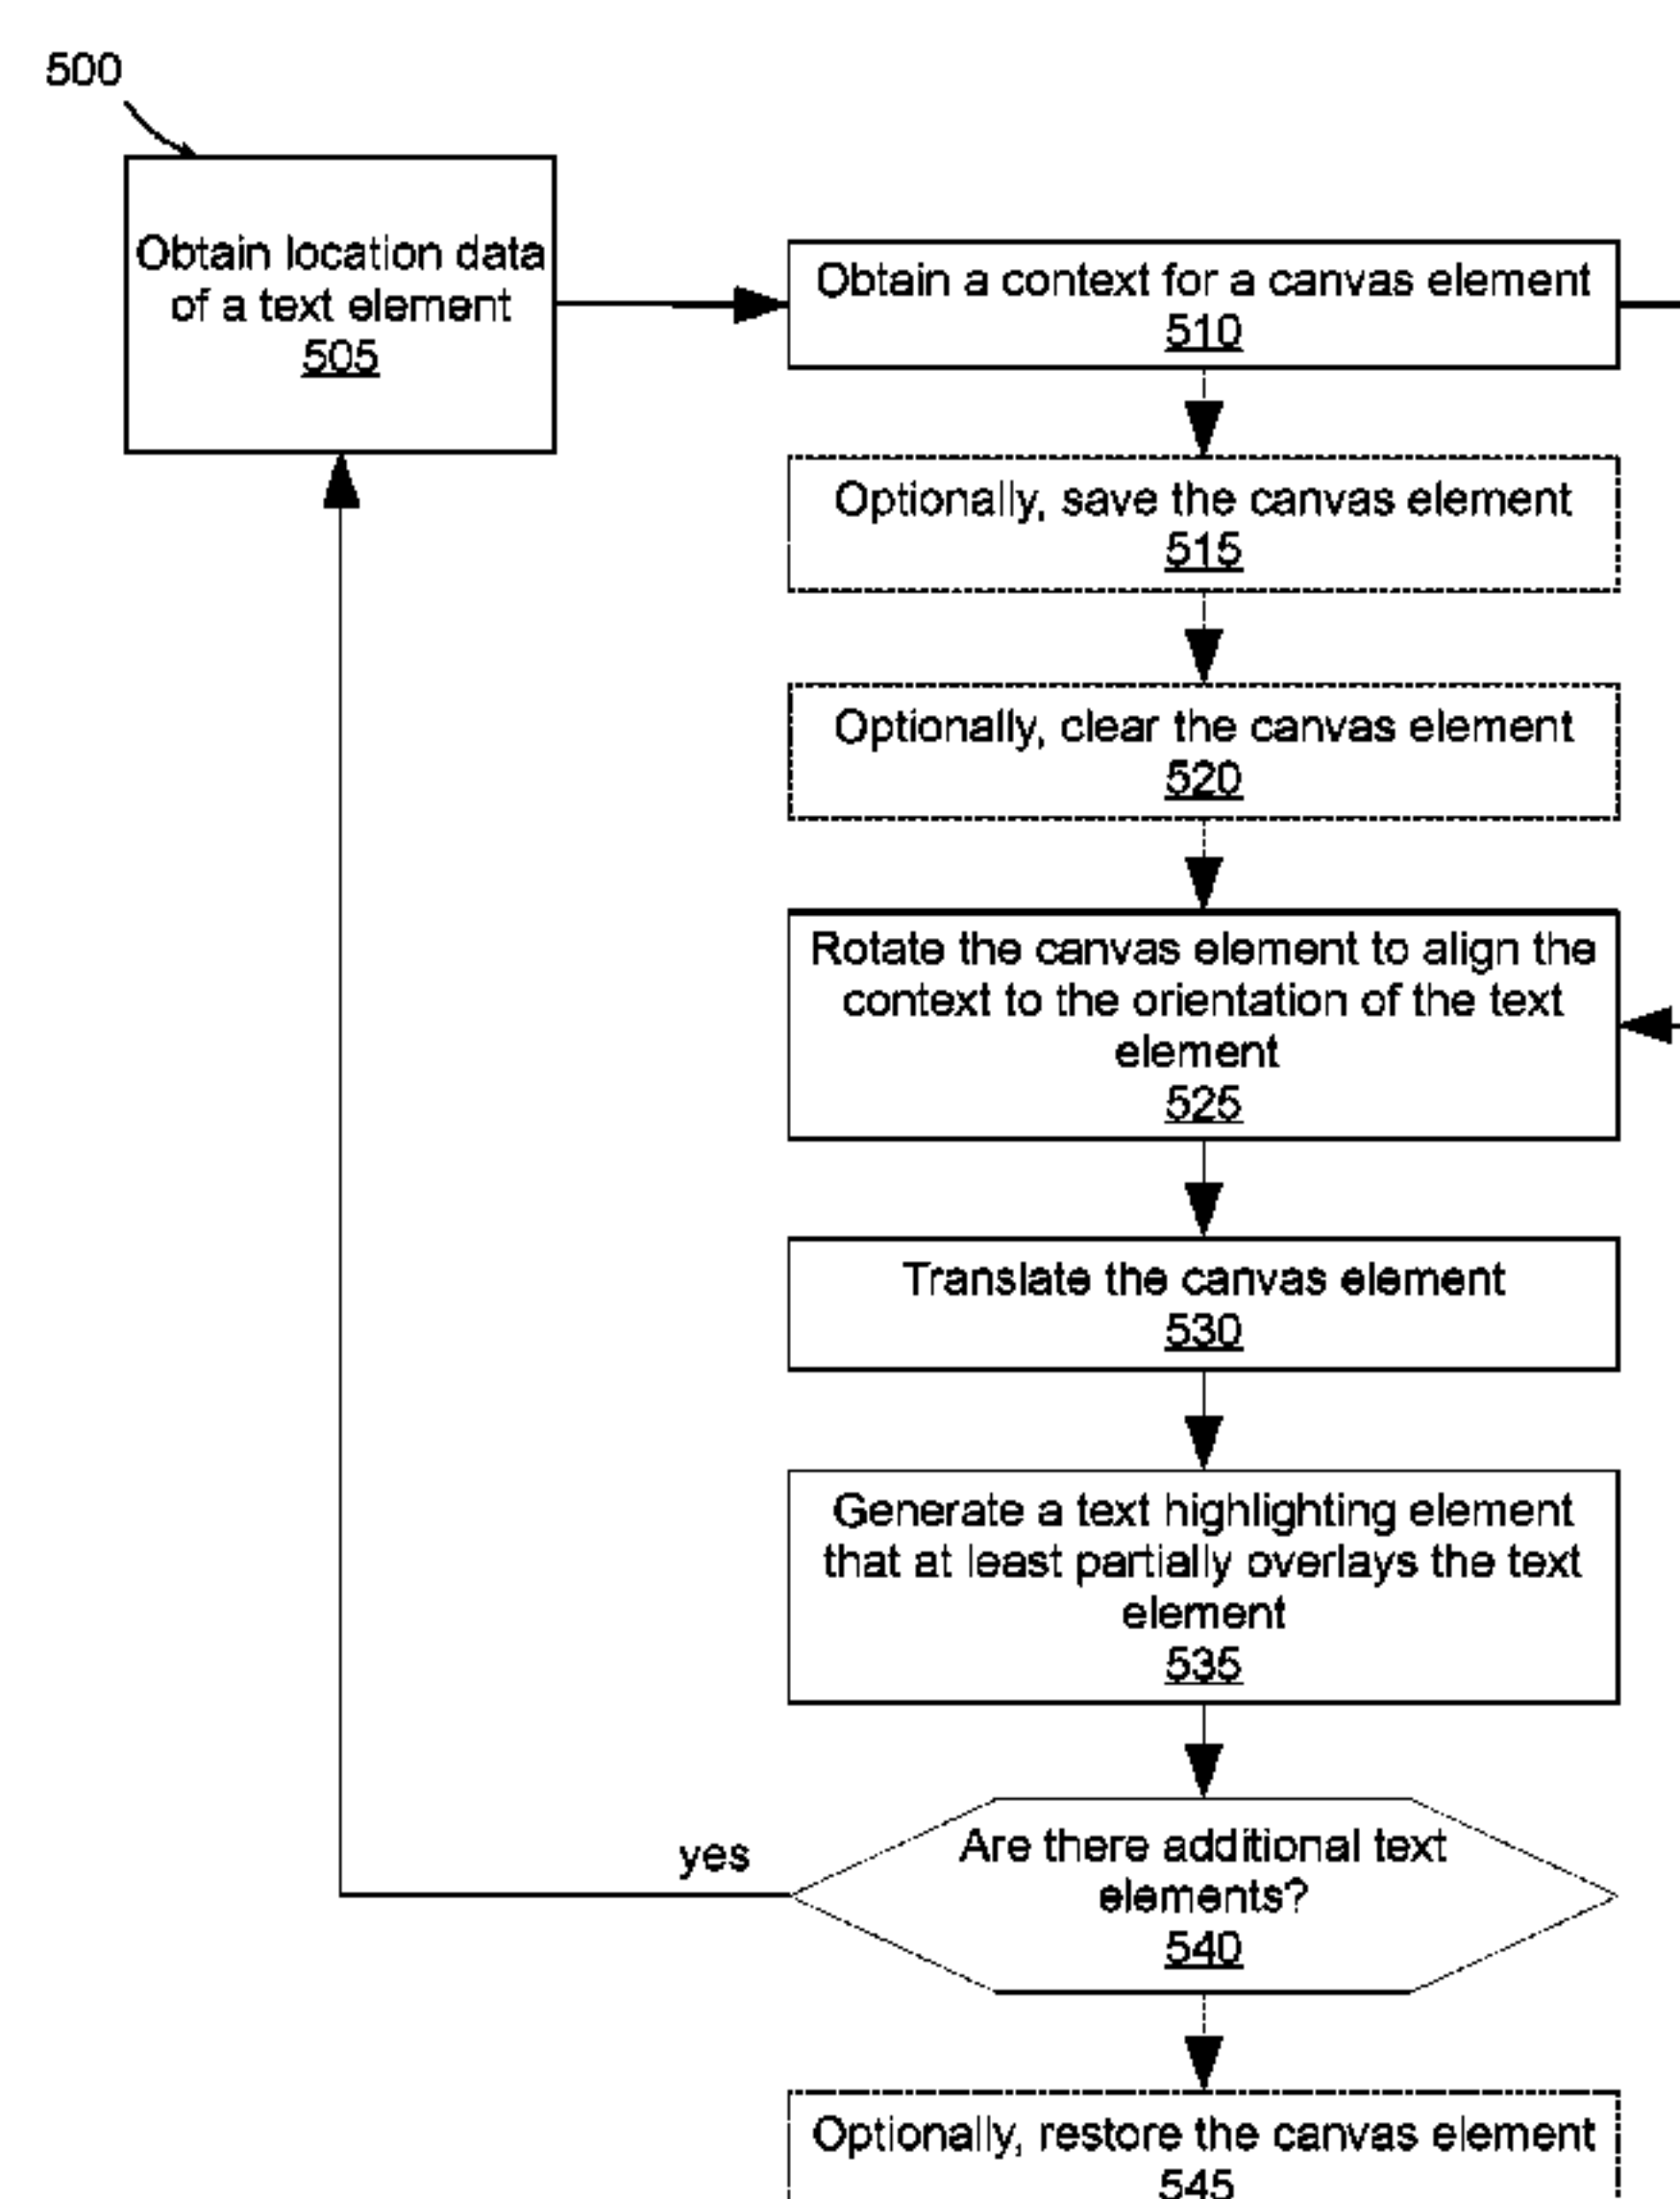 500
Obtain location data
of a text element
505
Obtain a context for a canvas element
510
Optionally, save the canvas element
515
Optionally, clear the canvas element
520
Rotate the canvas element to align the
context to the orientation of the text
element
525
Translate the canvas element
530
Generate a text highlighting element
that at least partially overlays the text
element
535
yes
Are there additional text
elements?
540
Optionally, restore the canvas element
545